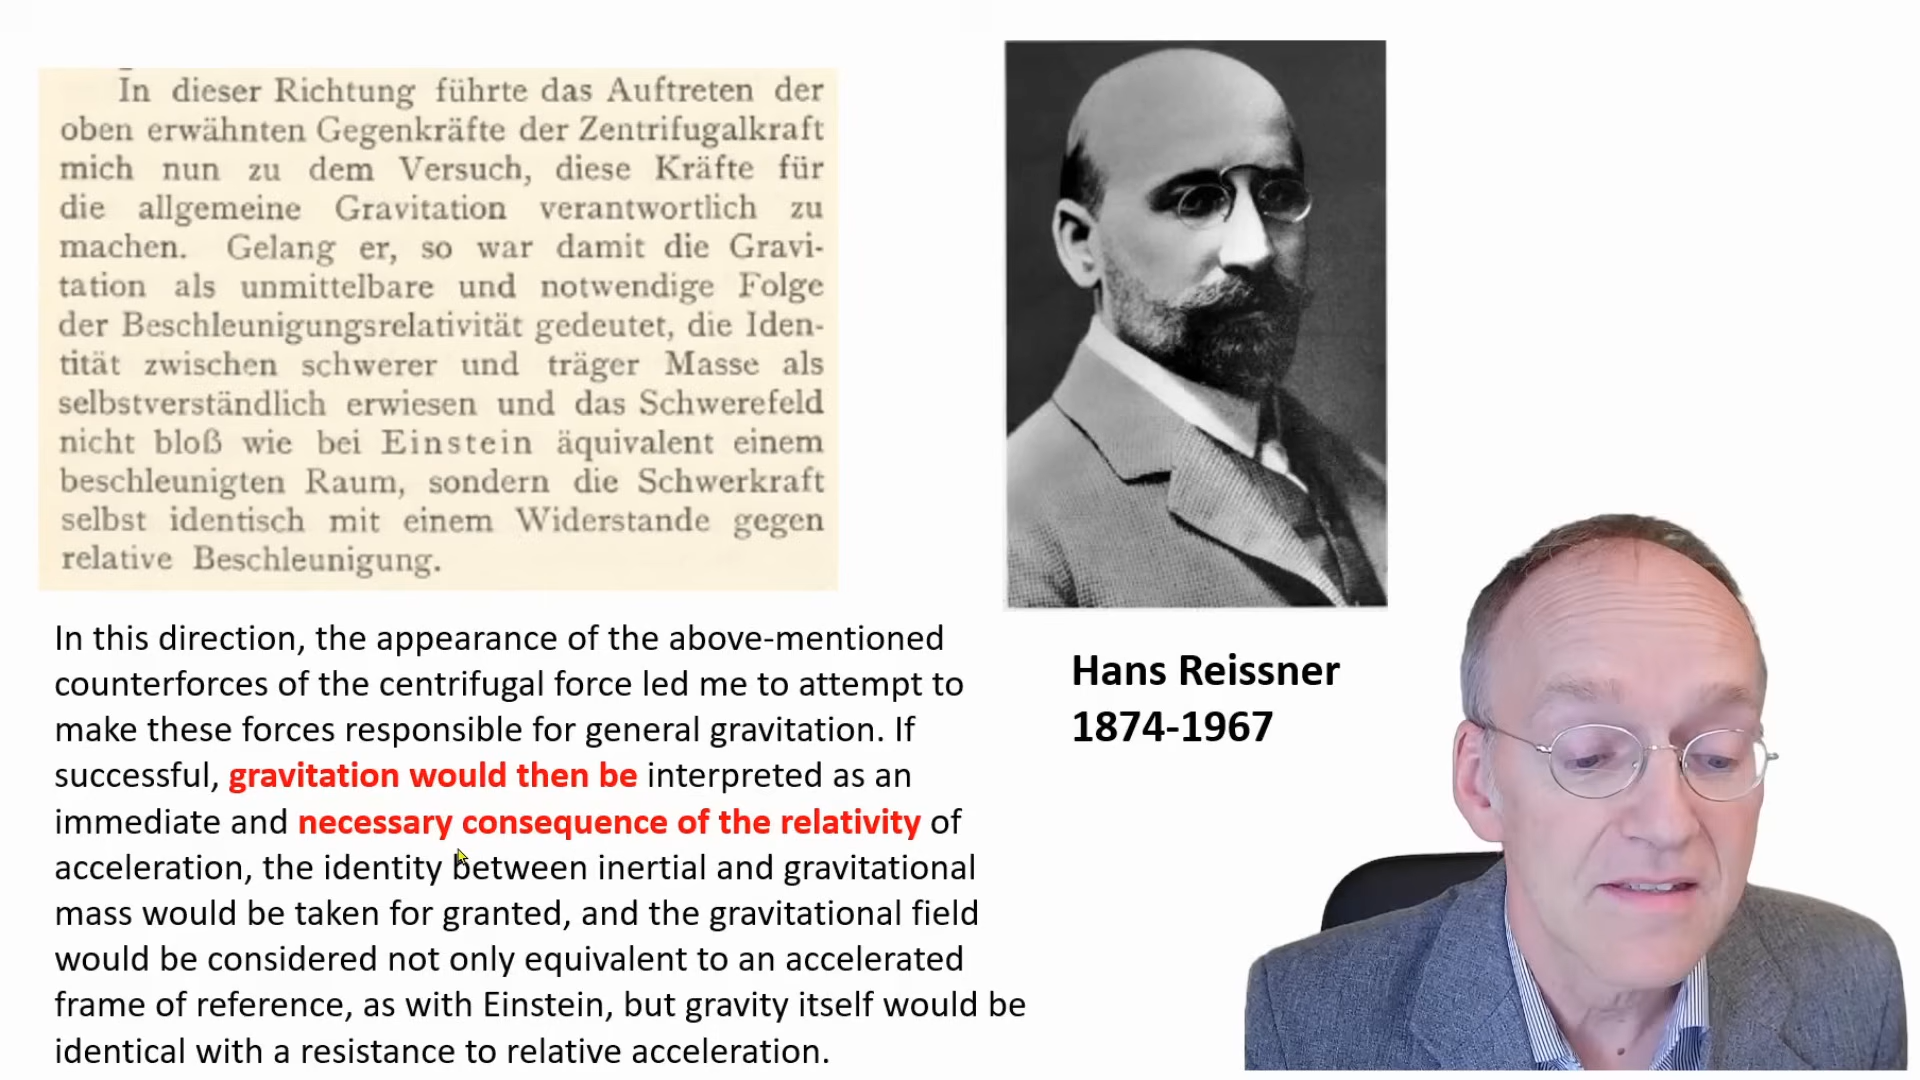 In dieser Richtung führte das Auftreten der
oben erwähnten Gegenkräfte der Zentrifugalkraft
mich nun zu dem Versuch, diese Kräfte für
die allgemeine Gravitation verantwortlich zu
machen. Gelang er, so war damit die Gravi-
tation als unmittelbare und notwendige Folge
der Beschleunigungsrelativität gedeutet, die Iden-
tität zwischen schwerer und träger Masse als
selbstverständlich erwiesen und das Schwerefeld
nicht bloß wie bei Einstein äquivalent einem
beschleunigten Raum, sondern die Schwerkraft
selbst identisch mit einem Widerstande gegen
relative Beschleunigung.
In this direction, the appearance of the above-mentioned
counterforces of the centrifugal force led me to attempt to
make these forces responsible for general gravitation. If
successful, gravitation would then be interpreted as an
immediate and necessary consequence of the relativity of
acceleration, the identity between inertial and gravitational
mass would be taken for granted, and the gravitational field
would be considered not only equivalent to an accelerated
frame of reference, as with Einstein, but gravity itself would be
identical with a resistance to relative acceleration.
Hans Reissner
1874-1967